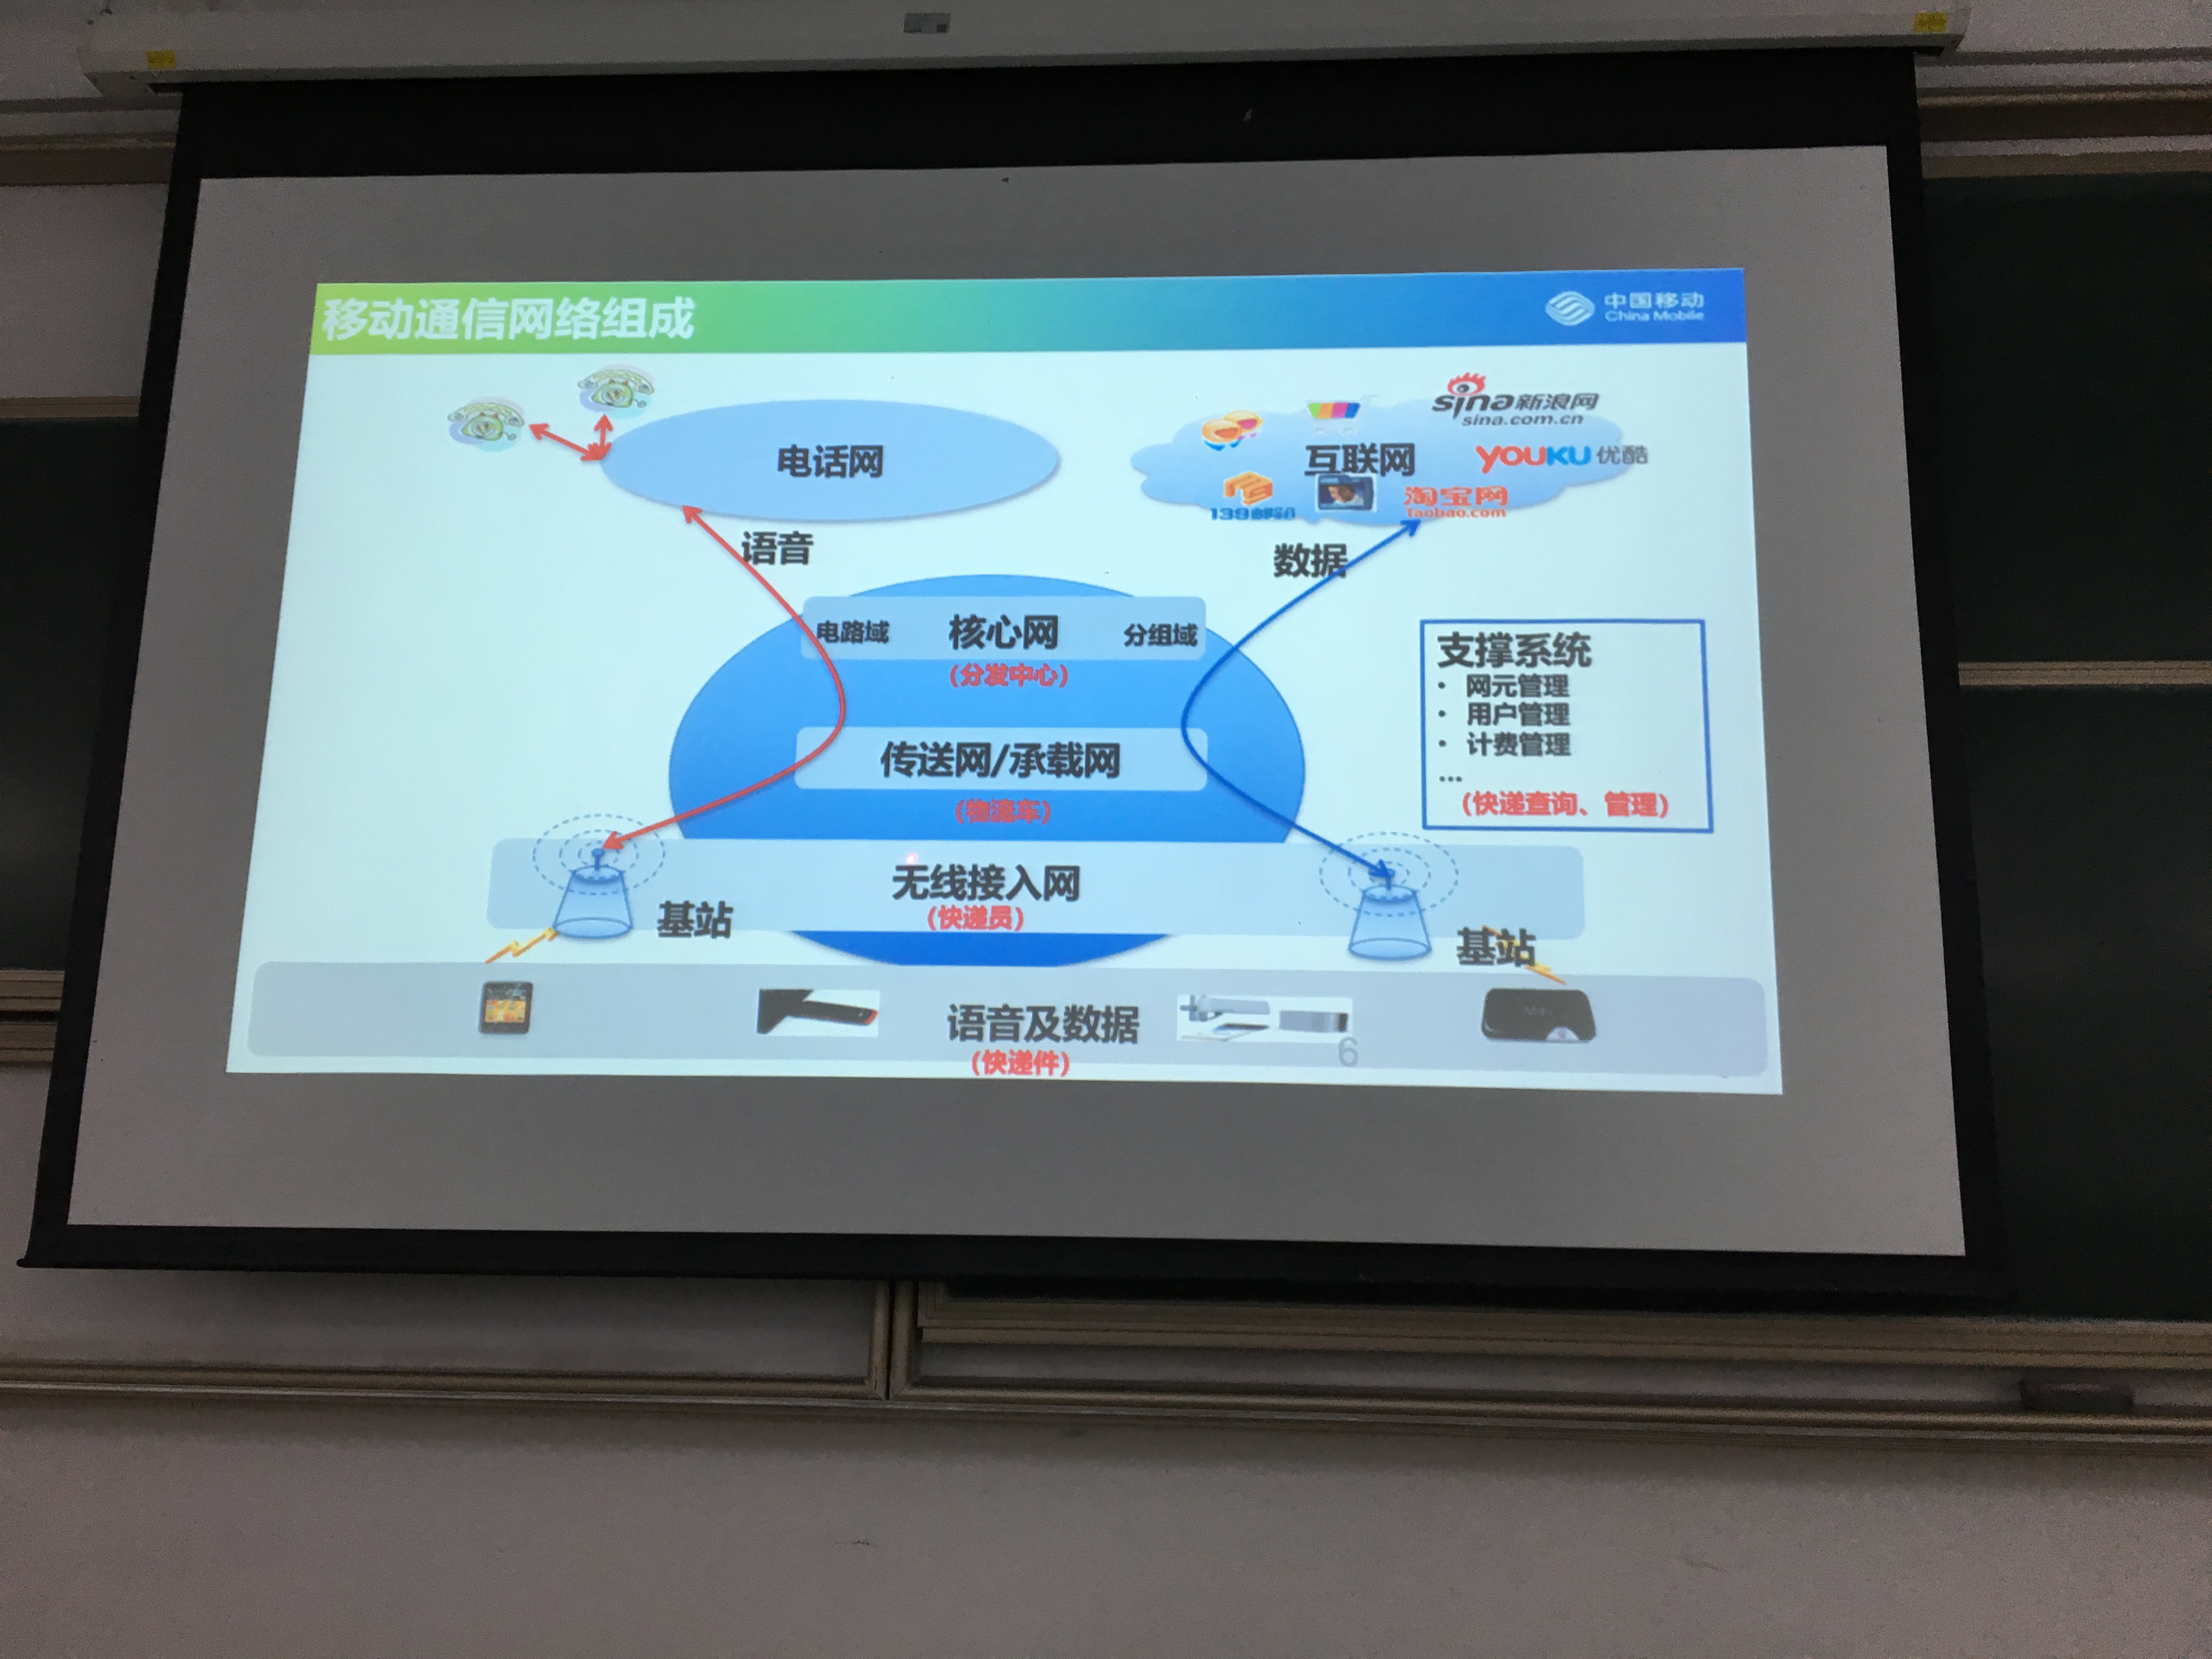 移动通信网络组成
中国移动
China Mobile
电话网
互联网
sina新浪网
sina.com.cn
YOUKU优酷
139邮箱
淘宝网
taobao.com
语音
数据
电路域
核心网
分组域
(分发中心)
传送网/承载网
(物流车)
支撑系统
• 网元管理
• 用户管理
• 计费管理
...
(快递查询、管理)
无线接入网
(快递员)
基站
基站
语音及数据
(快递件)
6